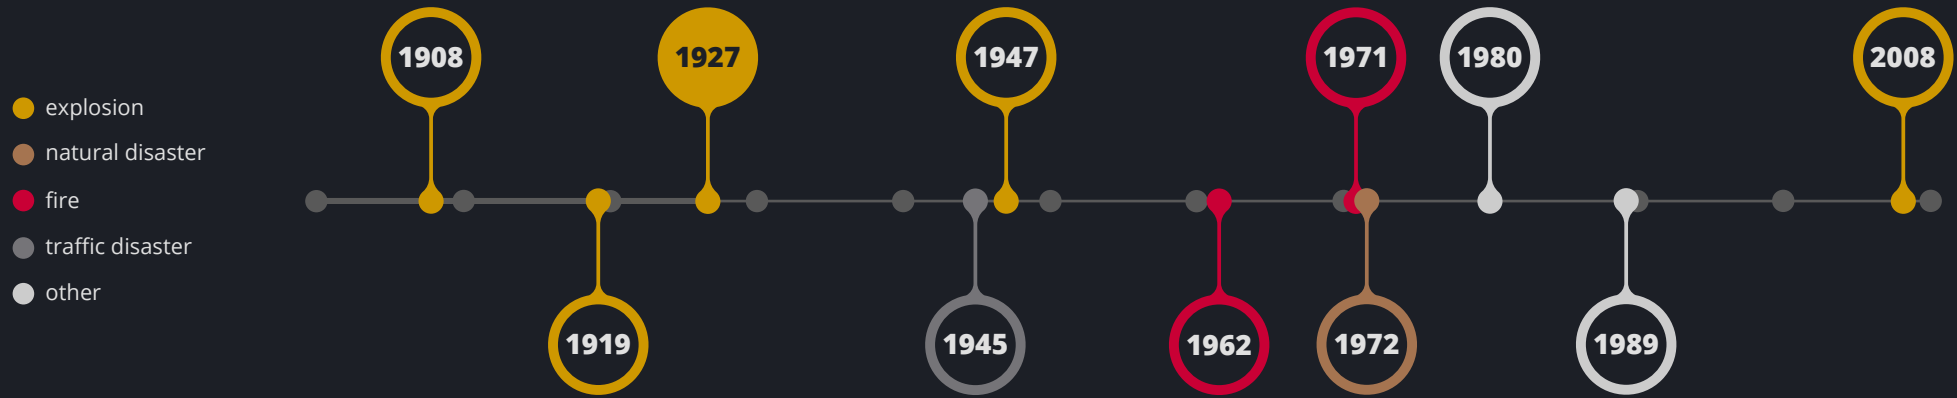 1908
1927
1947
1971
1980
2008
explosion
natural disaster
fire
traffic disaster
other
1919
1945
1962
1972
1989